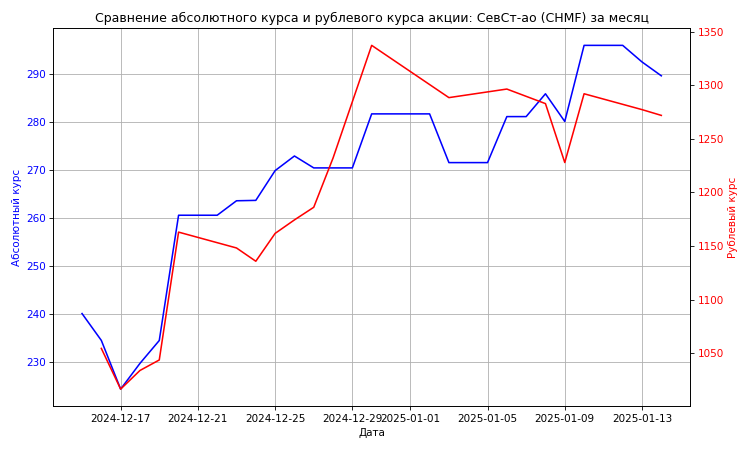 Сравнение абсолютного курса и рублевого курса акции: СевСт-ао (CHMF) за месяц
Абсолютный курс
290
280
270
260
250
240
230
1350
1300
1250
1200
1150
1100
1050
Рублевый курс
2024-12-17 2024-12-21 2024-12-25 2024-12-29 2025-01-01 2025-01-05 2025-01-09 2025-01-13
Дата